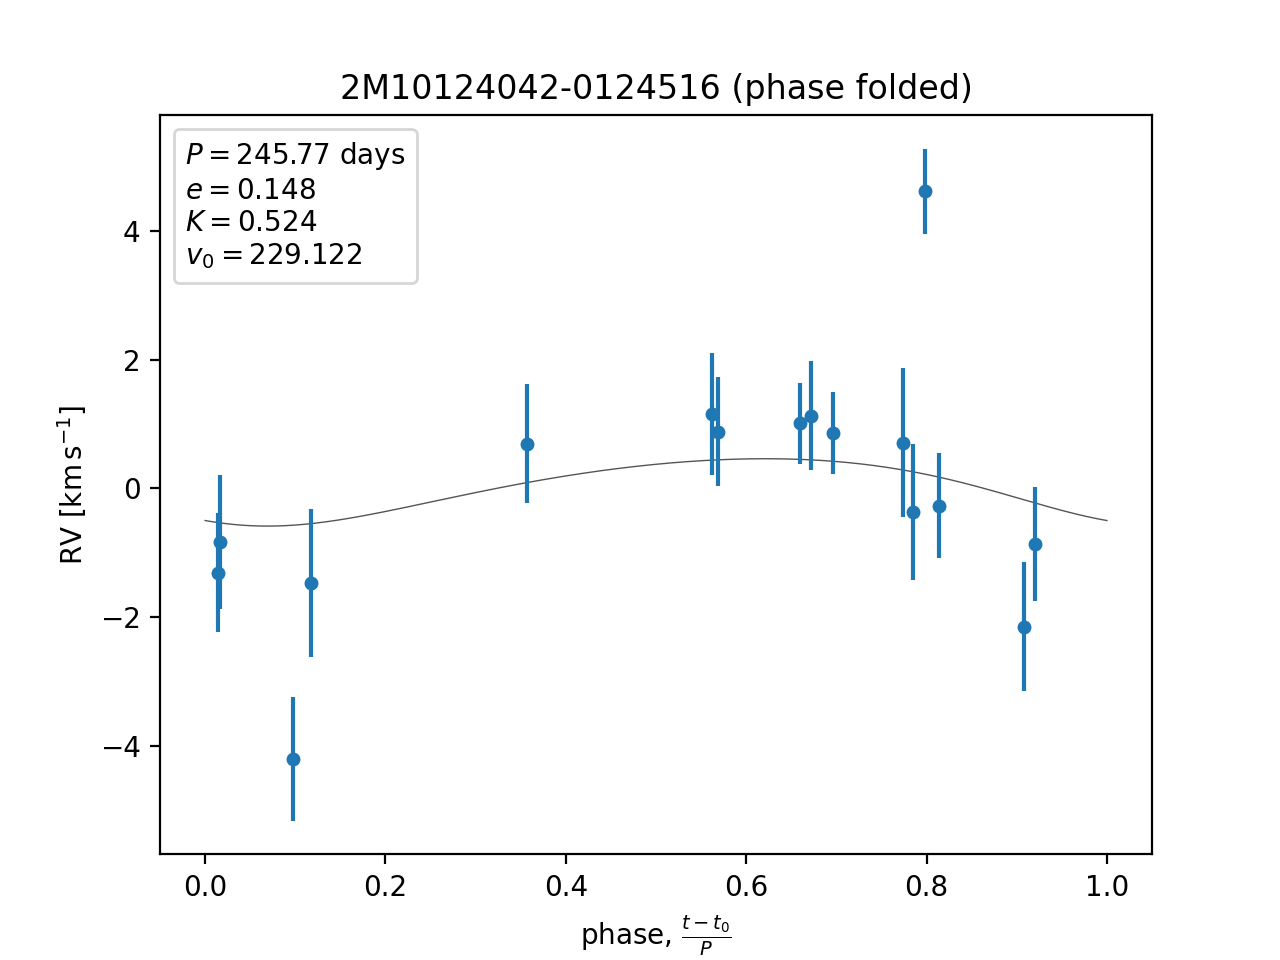 2M10124042-0124516 (phase folded)
P = 245.77 days
e = 0.148
K = 0.524
v₀ = 229.122
RV [km s⁻¹]
4
2
0
−2
−4
0.0 0.2 0.4 0.6 0.8 1.0
phase, (t − t₀)/P